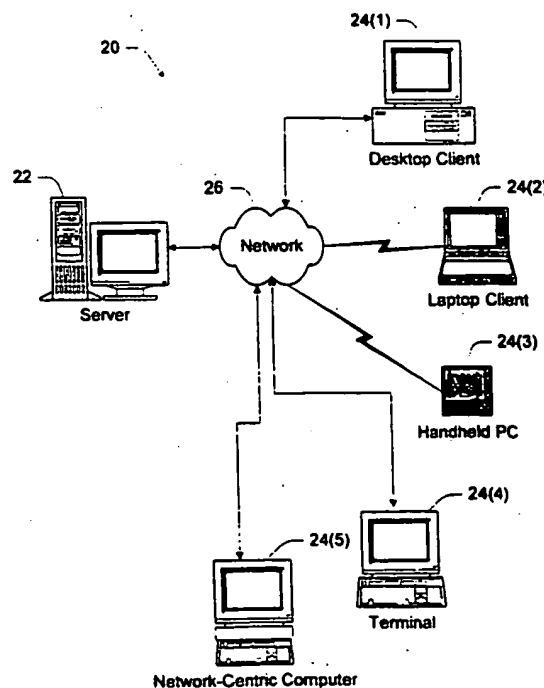 24(1)
20
Desktop Client
22
26
24(2)
Network
Server
Laptop Client
24(3)
Handheld PC
24(4)
24(5)
Terminal
Network-Centric Computer